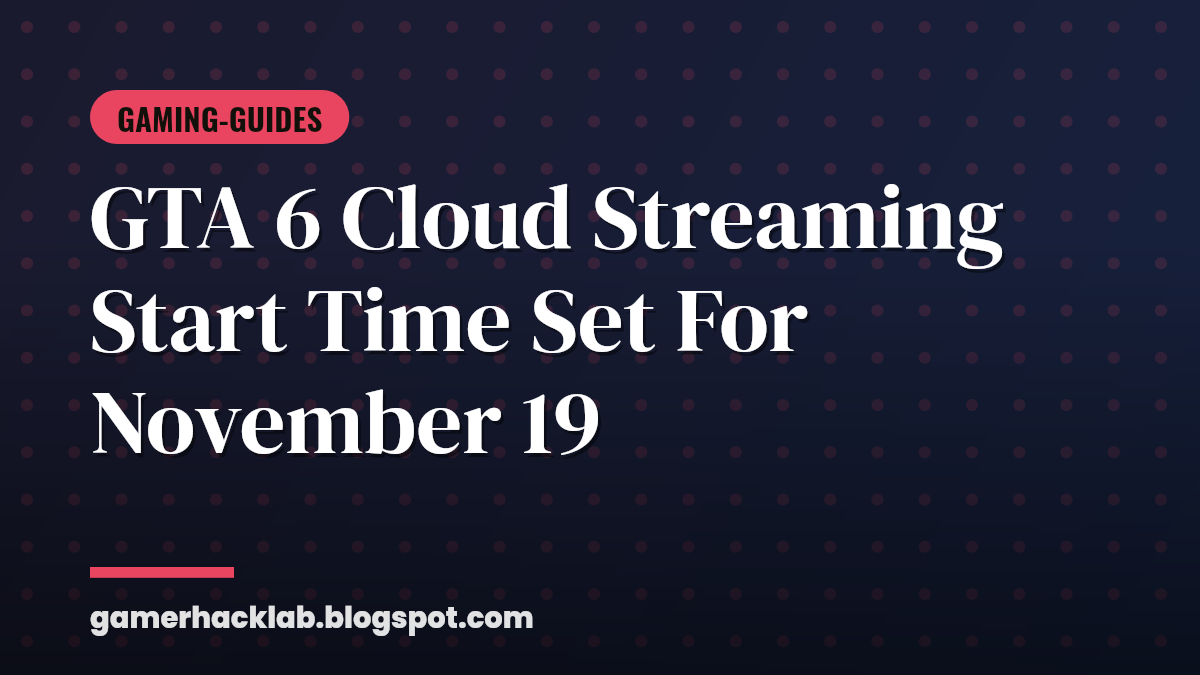 GAMING-GUIDES
GTA 6 Cloud Streaming
Start Time Set For
November 19
gamerhacklab.blogspot.com